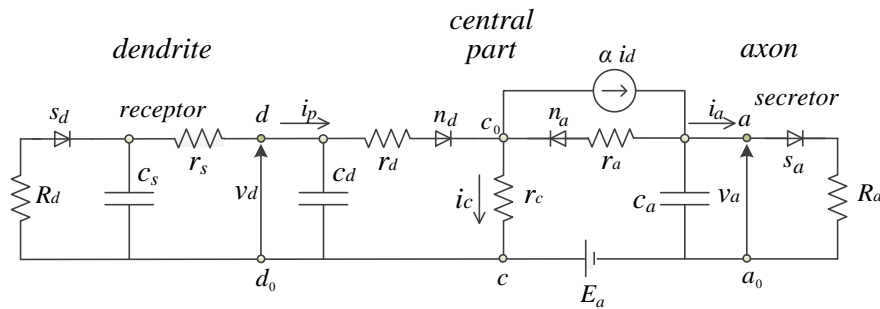 central
part
dendrite
axon
α i_d
s_d
receptor
d
i_p
n_d
c_0
n_a
i_a
a
secretor
r_s
r_d
r_a
s_a
c_s
c_d
R_d
v_d
i_c
r_c
c_a
v_a
R_a
d_0
c
E_a
a_0